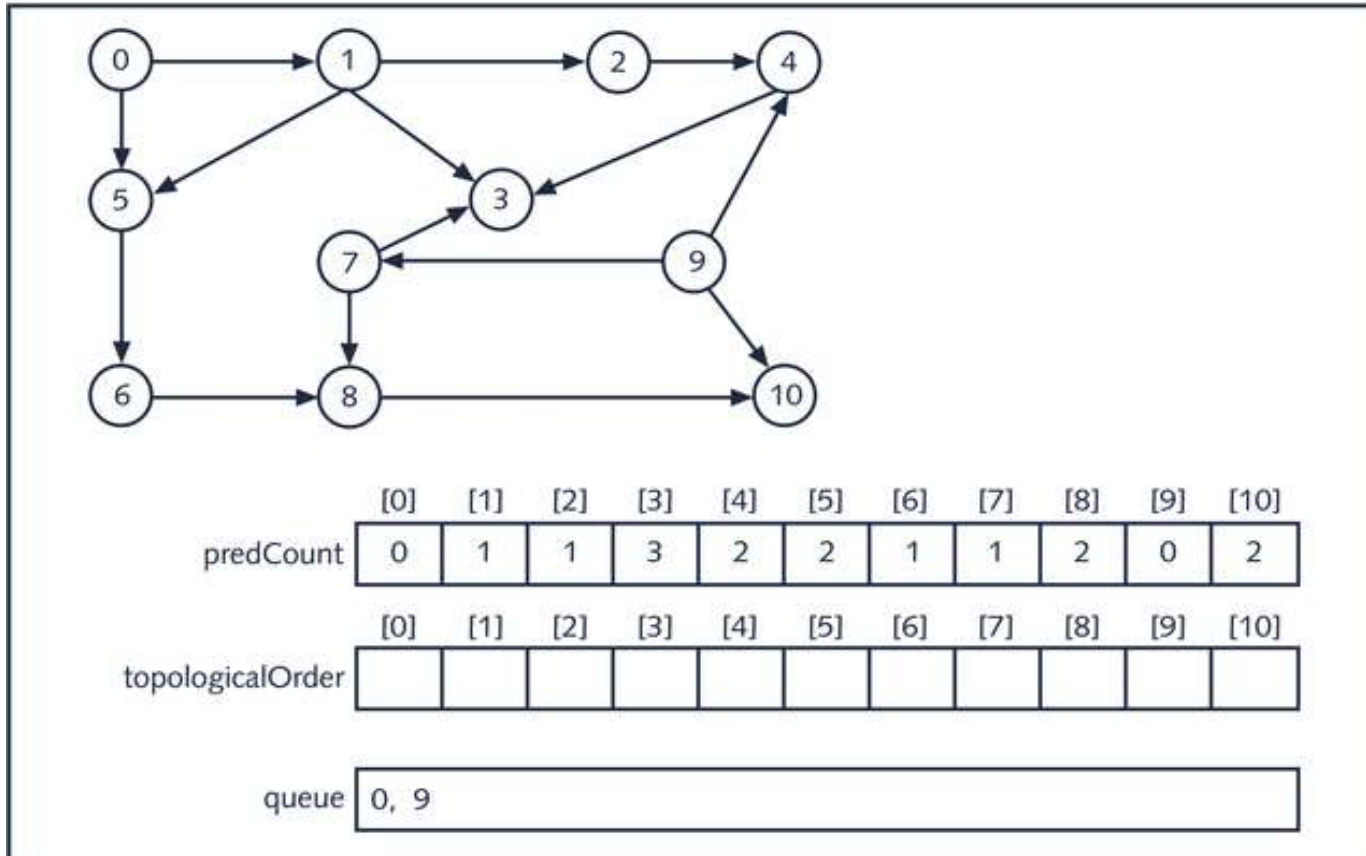 0 1 2 4
5 3
7 9
6 8 10
[0] [1] [2] [3] [4] [5] [6] [7] [8] [9] [10]
predCount 0 1 1 3 2 2 1 1 2 0 2
[0] [1] [2] [3] [4] [5] [6] [7] [8] [9] [10]
topologicalOrder
queue 0, 9